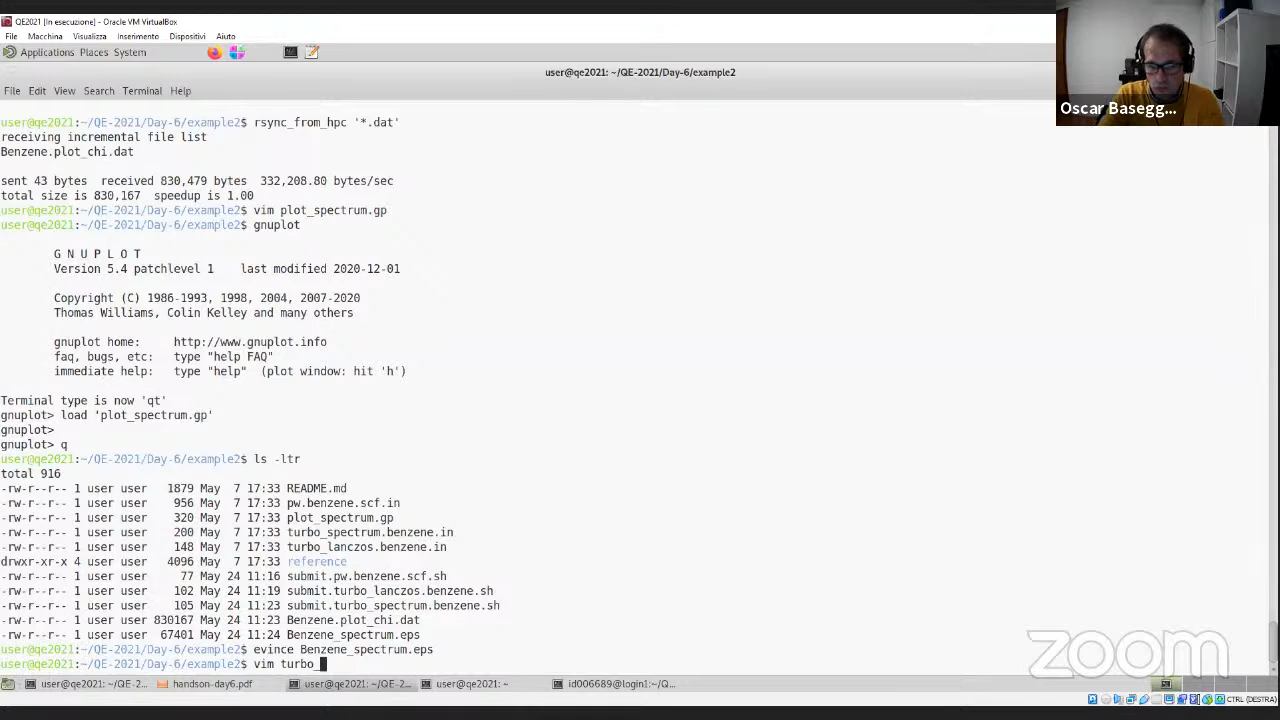 QE2021 [In esecuzione] - Oracle VM VirtualBox
File Macchina Visualizza Inserimento Dispositivi Aiuto
Applications Places System
user@qe2021: ~/QE-2021/Day-6/example2
File Edit View Search Terminal Help
Oscar Basegg...
user@qe2021:~/QE-2021/Day-6/example2$ rsync_from_hpc '*.dat'
receiving incremental file list
Benzene.plot_chi.dat
sent 43 bytes  received 830,479 bytes  332,208.80 bytes/sec
total size is 830,167  speedup is 1.00
user@qe2021:~/QE-2021/Day-6/example2$ vim plot_spectrum.gp
user@qe2021:~/QE-2021/Day-6/example2$ gnuplot
G N U P L O T
Version 5.4 patchlevel 1    last modified 2020-12-01
Copyright (C) 1986-1993, 1998, 2004, 2007-2020
Thomas Williams, Colin Kelley and many others
gnuplot home:     http://www.gnuplot.info
faq, bugs, etc:   type "help FAQ"
immediate help:   type "help"  (plot window: hit 'h')
Terminal type is now 'qt'
gnuplot> load 'plot_spectrum.gp'
gnuplot>
gnuplot> q
user@qe2021:~/QE-2021/Day-6/example2$ ls -ltr
total 916
-rw-r--r-- 1 user user   1879 May  7 17:33 README.md
-rw-r--r-- 1 user user    956 May  7 17:33 pw.benzene.scf.in
-rw-r--r-- 1 user user    320 May  7 17:33 plot_spectrum.gp
-rw-r--r-- 1 user user    200 May  7 17:33 turbo_spectrum.benzene.in
-rw-r--r-- 1 user user    148 May  7 17:33 turbo_lanczos.benzene.in
drwxr-xr-x 4 user user   4096 May  7 17:33 reference
-rw-r--r-- 1 user user     77 May 24 11:16 submit.pw.benzene.scf.sh
-rw-r--r-- 1 user user    102 May 24 11:19 submit.turbo_lanczos.benzene.sh
-rw-r--r-- 1 user user    105 May 24 11:23 submit.turbo_spectrum.benzene.sh
-rw-r--r-- 1 user user 830167 May 24 11:23 Benzene.plot_chi.dat
-rw-r--r-- 1 user user  67401 May 24 11:24 Benzene_spectrum.eps
user@qe2021:~/QE-2021/Day-6/example2$ evince Benzene_spectrum.eps
user@qe2021:~/QE-2021/Day-6/example2$ vim turbo_
zoom
user@qe2021: ~/QE-2... handson-day6.pdf user@qe2021: ~/QE-2... user@qe2021: ~ id006689@login1:~/Q...
CTRL (DESTRA)